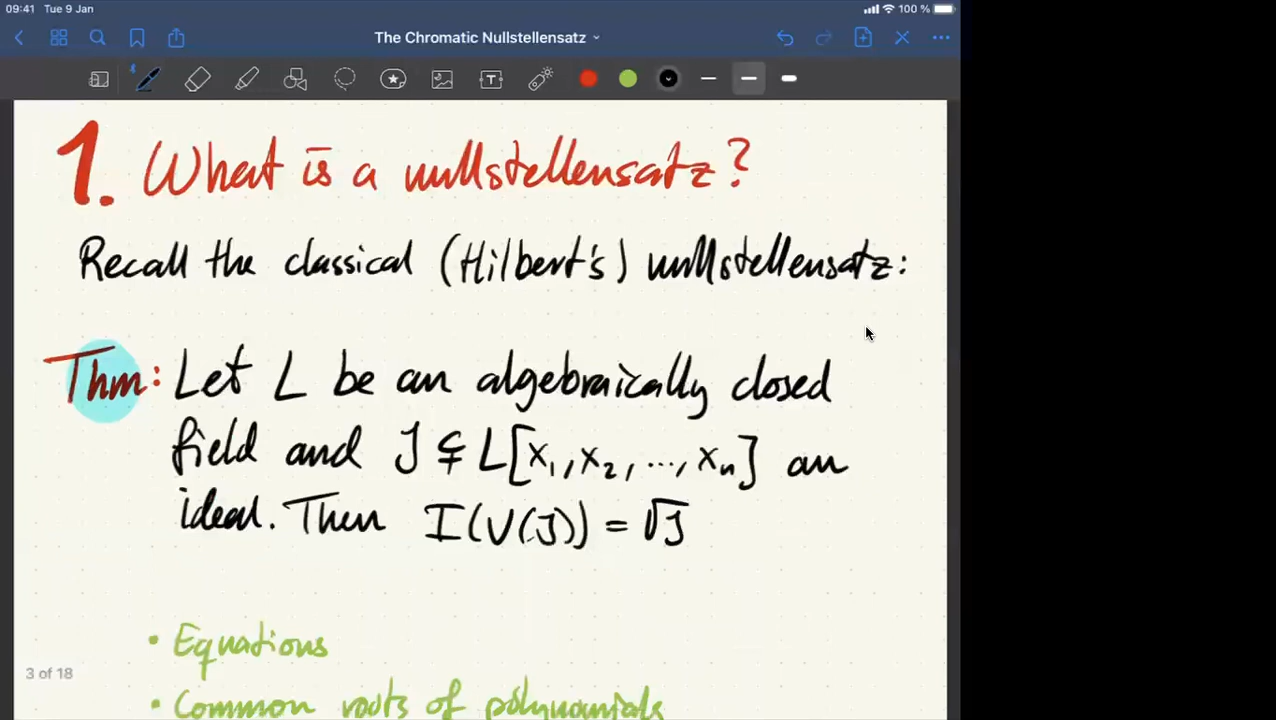 09:41 Tue 9 Jan 100 %
The Chromatic Nullstellensatz
1. What is a nullstellensatz?
Recall the classical (Hilbert's) nullstellensatz:
Thm: Let L be an algebraically closed
field and J ⊊ L[x₁, x₂, ..., xₙ] an
ideal. Then I(V(J)) = √J
• Equations
3 of 18
• Common roots of polynomials